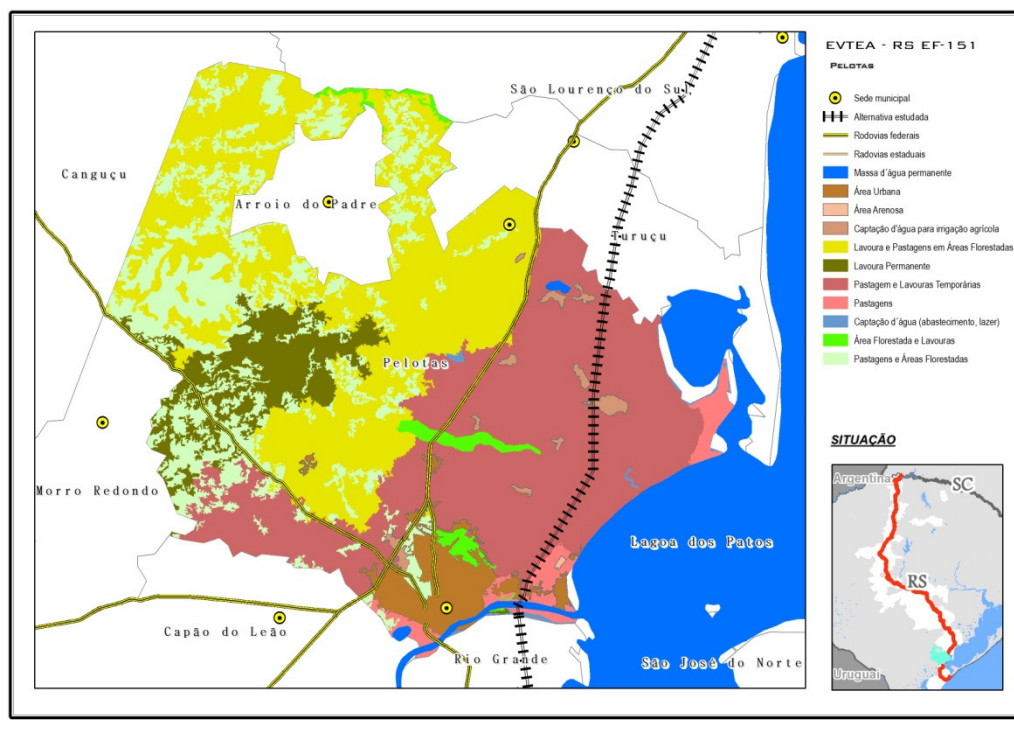 EVTEA - RS EF-151
PELOTAS
Sede municipal
Alternativa estudada
Rodovias federais
Radovias estaduais
Massa d´água permanente
Área Urbana
Área Arenosa
Captação d'água para irrigação agrícola
Lavoura e Pastagens em Áreas Florestadas
Lavoura Permanente
Pastagem e Lavouras Temporárias
Pastagens
Captação d´água (abastecimento, lazer)
Área Florestada e Lavouras
Pastagens e Áreas Florestadas
São Lourenço do Sul
Canguçu
Arroio do Padre
Turuçu
Pelotas
Morro Redondo
Lagoa dos Patos
Capão do Leão
Rio Grande
São José do Norte
SITUAÇÃO
Argentina
SC
RS
Uruguai